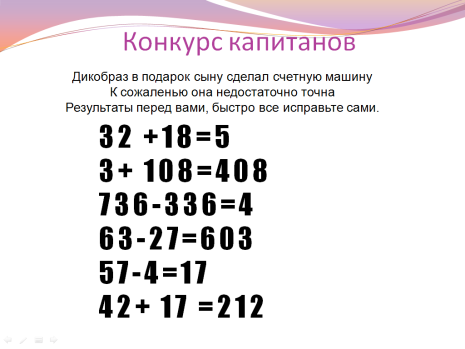 Конкурс капитанов
Дикобраз в подарок сыну сделал счетную машину
К сожаленью она недостаточно точна
Результаты перед вами, быстро все исправьте сами.
32 +18=5
3+ 108=408
736-336=4
63-27=603
57-4=17
42+ 17 =212